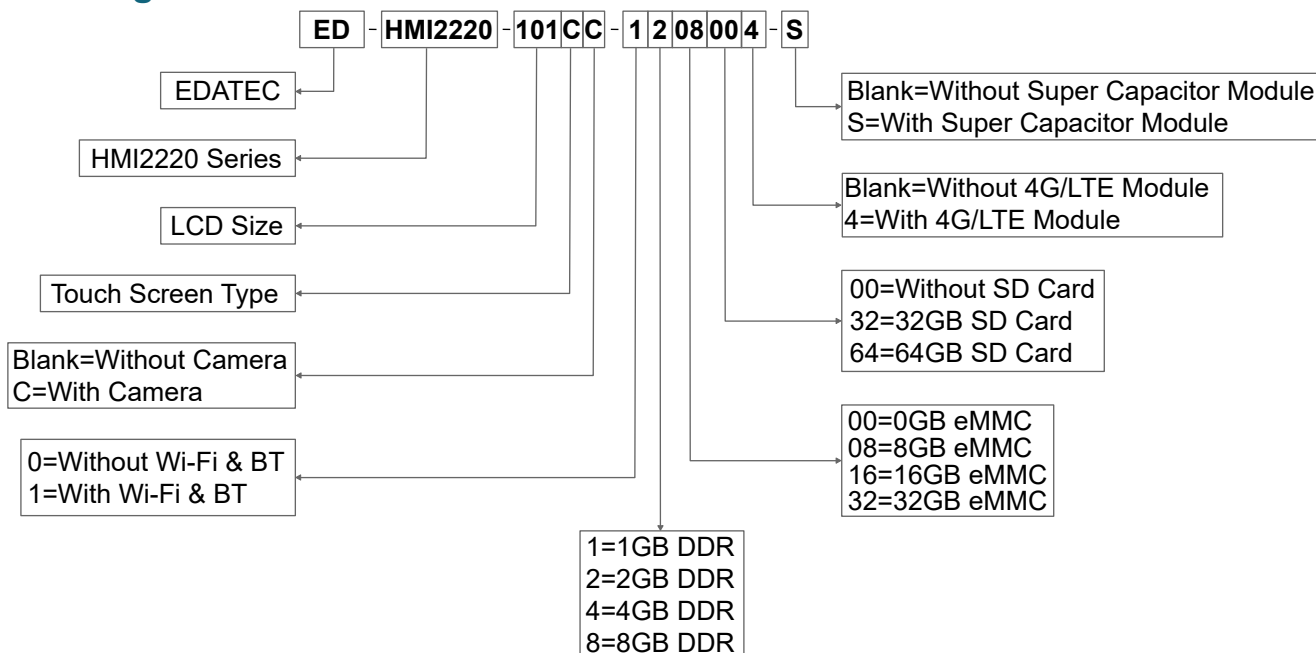 ED - HMI2220 - 101 C C - 1 2 08 00 4 - S
EDATEC
HMI2220 Series
LCD Size
Touch Screen Type
Blank=Without Camera
C=With Camera
0=Without Wi-Fi & BT
1=With Wi-Fi & BT
1=1GB DDR
2=2GB DDR
4=4GB DDR
8=8GB DDR
Blank=Without Super Capacitor Module
S=With Super Capacitor Module
Blank=Without 4G/LTE Module
4=With 4G/LTE Module
00=Without SD Card
32=32GB SD Card
64=64GB SD Card
00=0GB eMMC
08=8GB eMMC
16=16GB eMMC
32=32GB eMMC